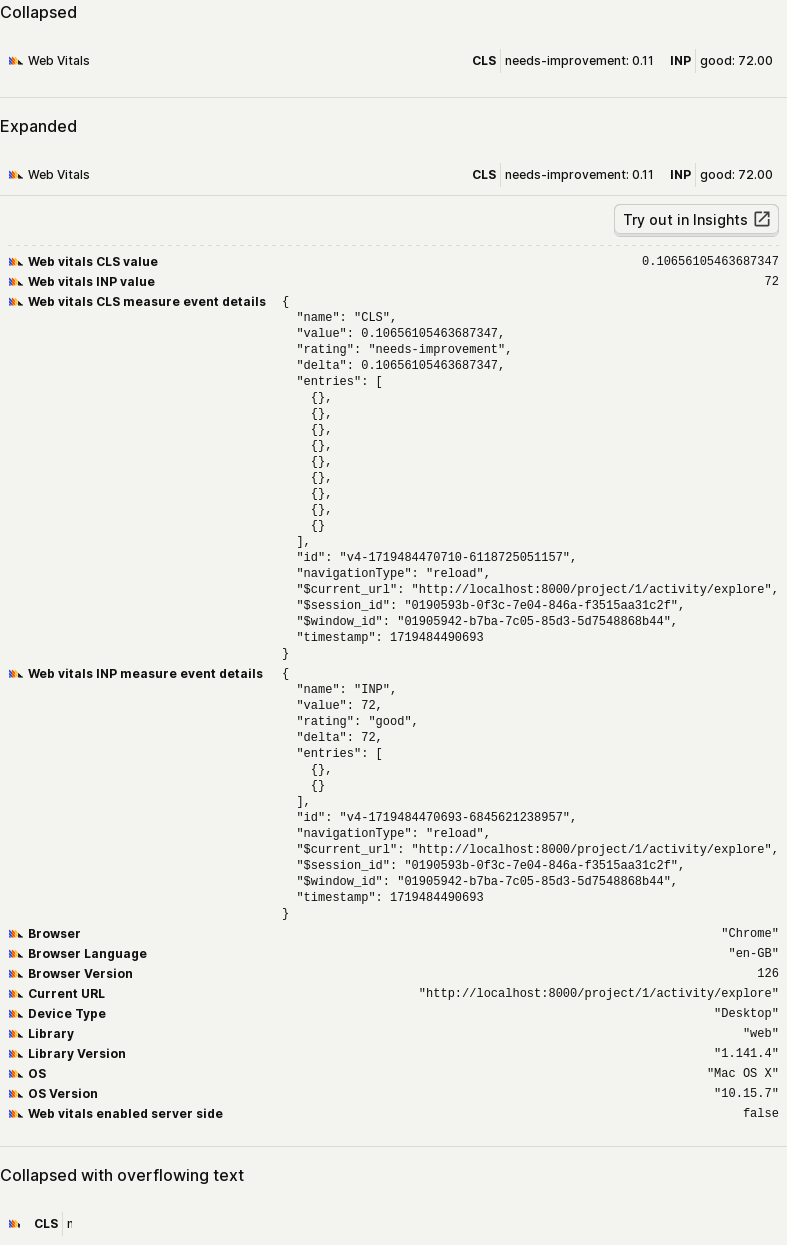 Collapsed
Web Vitals CLS needs-improvement: 0.11 INP good: 72.00
Expanded
Web Vitals CLS needs-improvement: 0.11 INP good: 72.00
Try out in Insights
Web vitals CLS value 0.10656105463687347
Web vitals INP value 72
Web vitals CLS measure event details {
"name": "CLS",
"value": 0.10656105463687347,
"rating": "needs-improvement",
"delta": 0.10656105463687347,
"entries": [
{},
{},
{},
{},
{},
{},
{},
{},
{}
],
"id": "v4-1719484470710-6118725051157",
"navigationType": "reload",
"$current_url": "http://localhost:8000/project/1/activity/explore",
"$session_id": "0190593b-0f3c-7e04-846a-f3515aa31c2f",
"$window_id": "01905942-b7ba-7c05-85d3-5d7548868b44",
"timestamp": 1719484490693
}
Web vitals INP measure event details {
"name": "INP",
"value": 72,
"rating": "good",
"delta": 72,
"entries": [
{},
{}
],
"id": "v4-1719484470693-6845621238957",
"navigationType": "reload",
"$current_url": "http://localhost:8000/project/1/activity/explore",
"$session_id": "0190593b-0f3c-7e04-846a-f3515aa31c2f",
"$window_id": "01905942-b7ba-7c05-85d3-5d7548868b44",
"timestamp": 1719484490693
}
Browser "Chrome"
Browser Language "en-GB"
Browser Version 126
Current URL "http://localhost:8000/project/1/activity/explore"
Device Type "Desktop"
Library "web"
Library Version "1.141.4"
OS "Mac OS X"
OS Version "10.15.7"
Web vitals enabled server side false
Collapsed with overflowing text
CLS